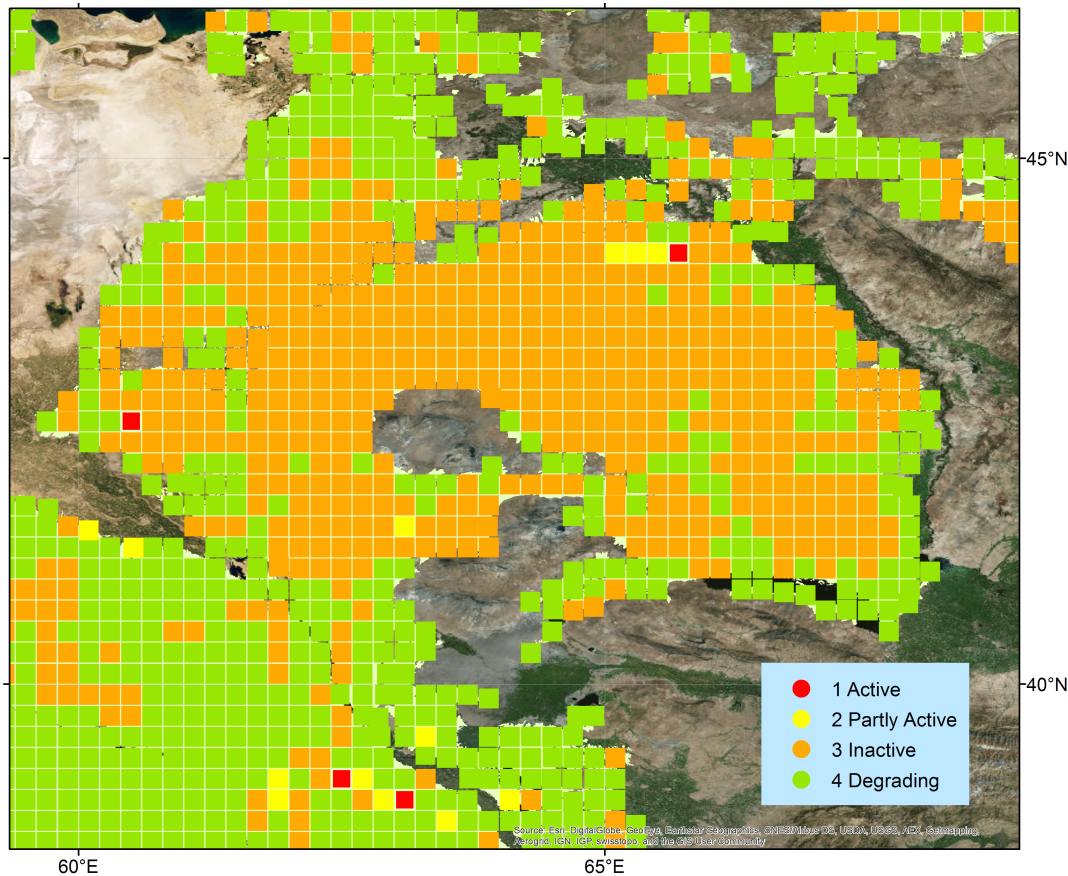 45°N
40°N
1 Active
2 Partly Active
3 Inactive
4 Degrading
Source: Esri, DigitalGlobe, GeoEye, Earthstar Geographics, CNES/Airbus DS, USDA, USGS, AEX, Getmapping,
Aerogrid, IGN, IGP, swisstopo, and the GIS User Community
60°E
65°E